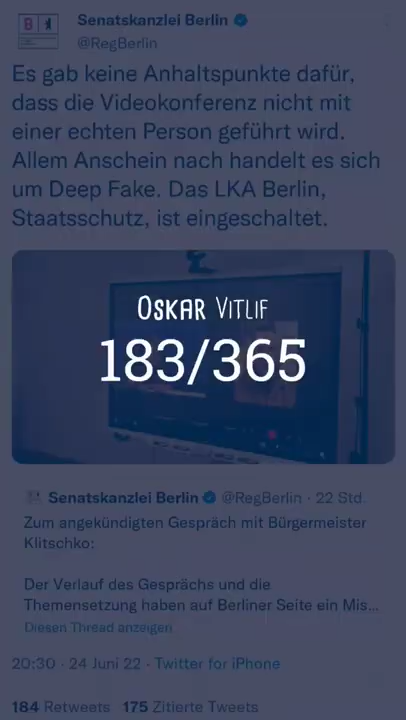 Senatskanzlei Berlin
@RegBerlin
Es gab keine Anhaltspunkte dafür,
dass die Videokonferenz nicht mit
einer echten Person geführt wird.
Allem Anschein nach handelt es sich
um Deep Fake. Das LKA Berlin,
Staatsschutz, ist eingeschaltet.
OSKAR VITLIF
183/365
Senatskanzlei Berlin @RegBerlin · 22 Std.
Zum angekündigten Gespräch mit Bürgermeister
Klitschko:
Der Verlauf des Gesprächs und die
Themensetzung haben auf Berliner Seite ein Mis...
Diesen Thread anzeigen
20:30 · 24 Juni 22 · Twitter for iPhone
184 Retweets 175 Zitierte Tweets